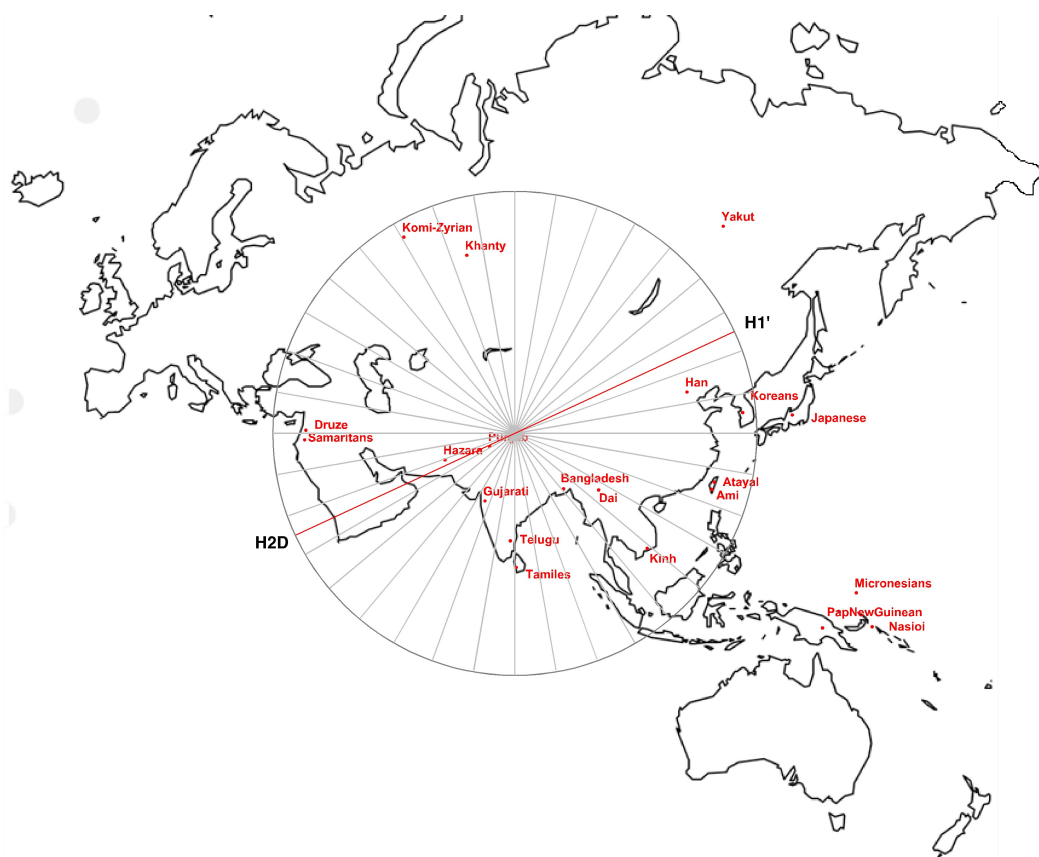 Yakut
Komi-Zyrian
Khanty
H1'
Han
Koreans
Japanese
Druze
Samaritans
Hazara
Bangladesh
Atayal
Gujarati
Dai
Ami
H2D
Telugu
Kinh
Tamiles
Micronesians
PapNewGuinean
Nasioi